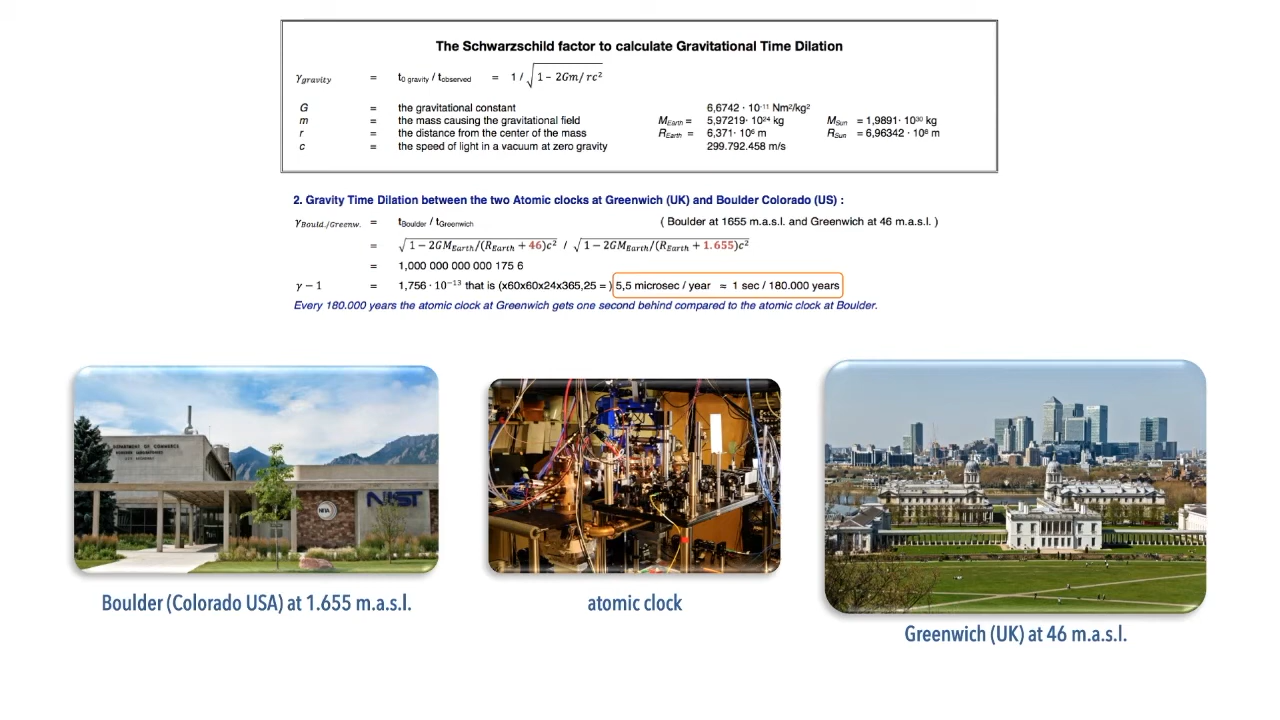 The Schwarzschild factor to calculate Gravitational Time Dilation
γgravity = t0 gravity / tobserved = 1 / √1 − 2Gm/rc²
G = the gravitational constant 6,6742 · 10⁻¹¹ Nm²/kg²
m = the mass causing the gravitational field MEarth = 5,97219· 10²⁴ kg MSun = 1,9891· 10³⁰ kg
r = the distance from the center of the mass REarth = 6,371· 10⁶ m RSun = 6,96342 · 10⁸ m
c = the speed of light in a vacuum at zero gravity 299.792.458 m/s
2. Gravity Time Dilation between the two Atomic clocks at Greenwich (UK) and Boulder Colorado (US) :
γBould./Greenw. = tBoulder / tGreenwich ( Boulder at 1655 m.a.s.l. and Greenwich at 46 m.a.s.l. )
= √1 − 2GMEarth/(REarth + 46)c² / √1 − 2GMEarth/(REarth + 1.655)c²
= 1,000 000 000 000 175 6
γ − 1 = 1,756 · 10⁻¹³ that is (x60x60x24x365,25 = ) 5,5 microsec / year ≈ 1 sec / 180.000 years
Every 180.000 years the atomic clock at Greenwich gets one second behind compared to the atomic clock at Boulder.
DEPARTMENT OF COMMERCE
NIST
Boulder (Colorado USA) at 1.655 m.a.s.l.
atomic clock
Greenwich (UK) at 46 m.a.s.l.